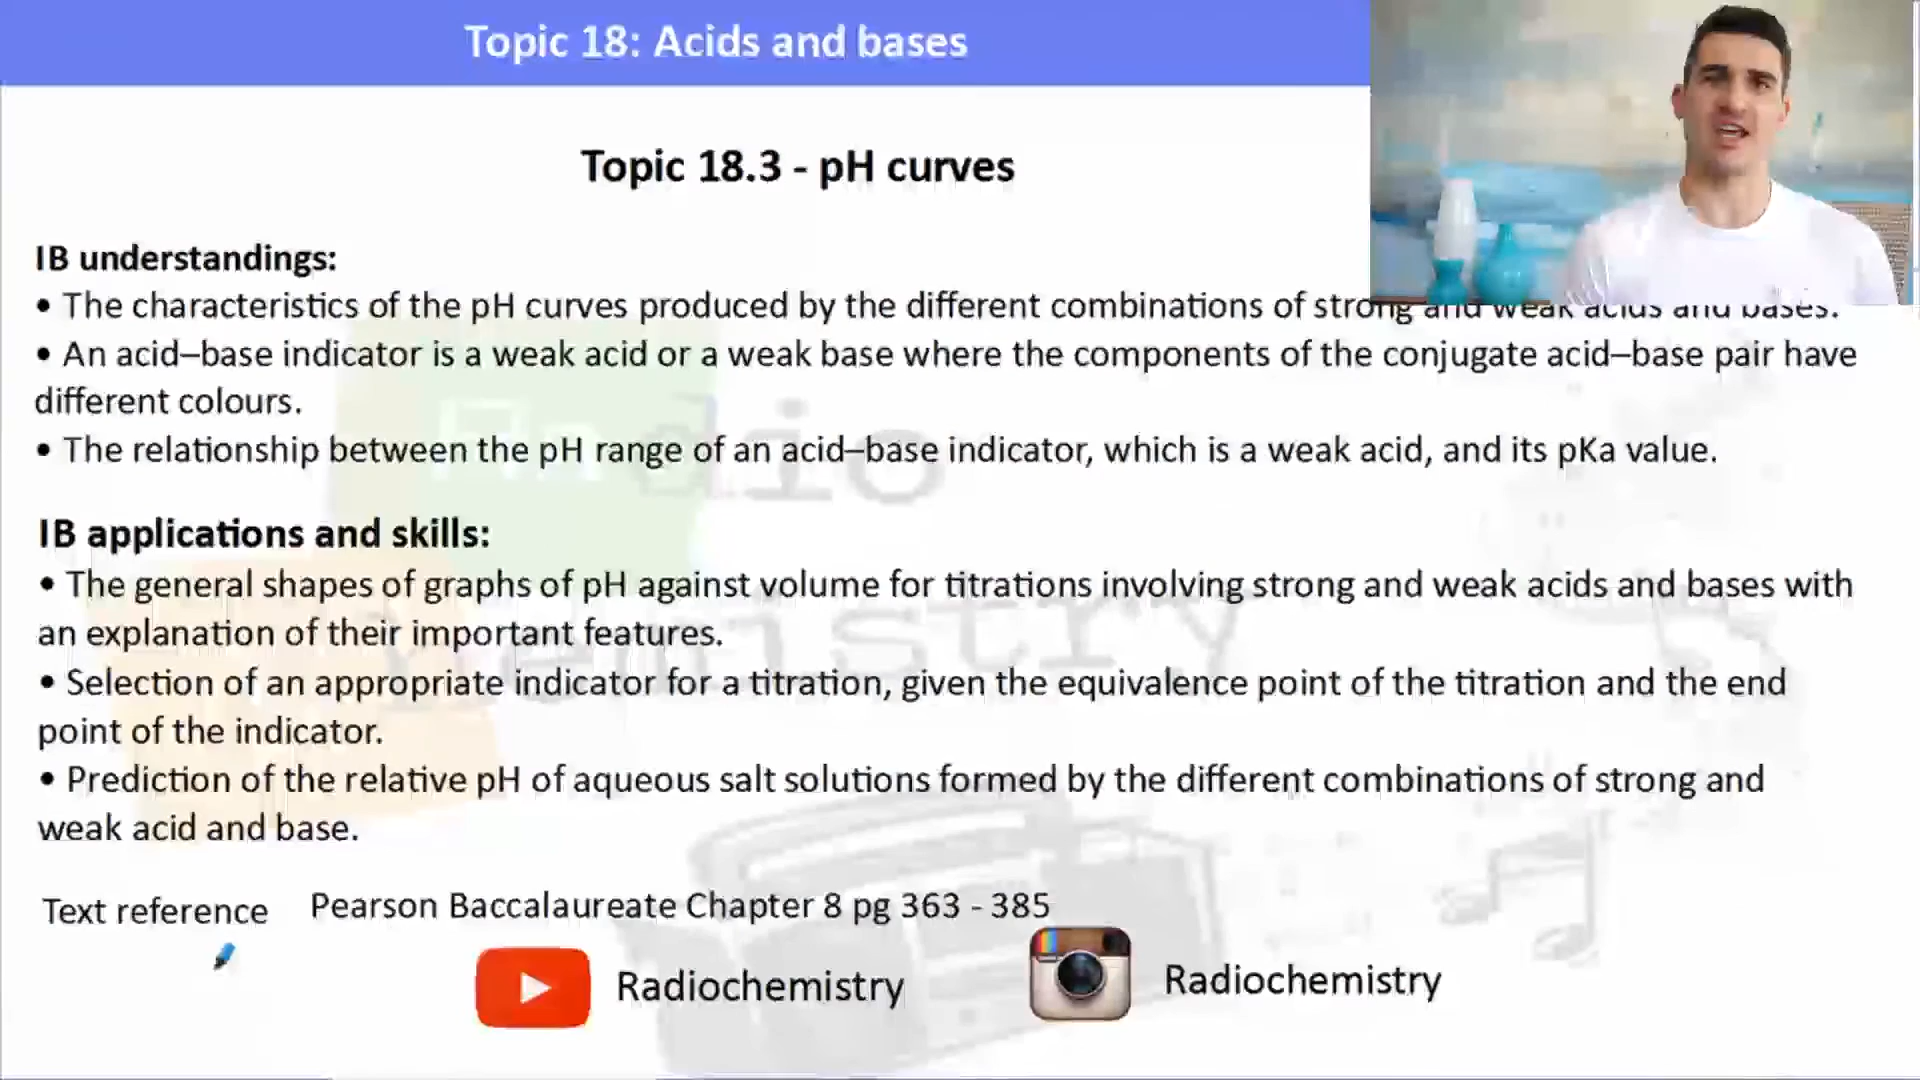 Topic 18: Acids and bases
Topic 18.3 - pH curves
IB understandings:
• The characteristics of the pH curves produced by the different combinations of strong and weak acids and bases.
• An acid–base indicator is a weak acid or a weak base where the components of the conjugate acid–base pair have
different colours.
• The relationship between the pH range of an acid–base indicator, which is a weak acid, and its pKa value.
IB applications and skills:
• The general shapes of graphs of pH against volume for titrations involving strong and weak acids and bases with
an explanation of their important features.
• Selection of an appropriate indicator for a titration, given the equivalence point of the titration and the end
point of the indicator.
• Prediction of the relative pH of aqueous salt solutions formed by the different combinations of strong and
weak acid and base.
Text reference Pearson Baccalaureate Chapter 8 pg 363 - 385
Radiochemistry Radiochemistry